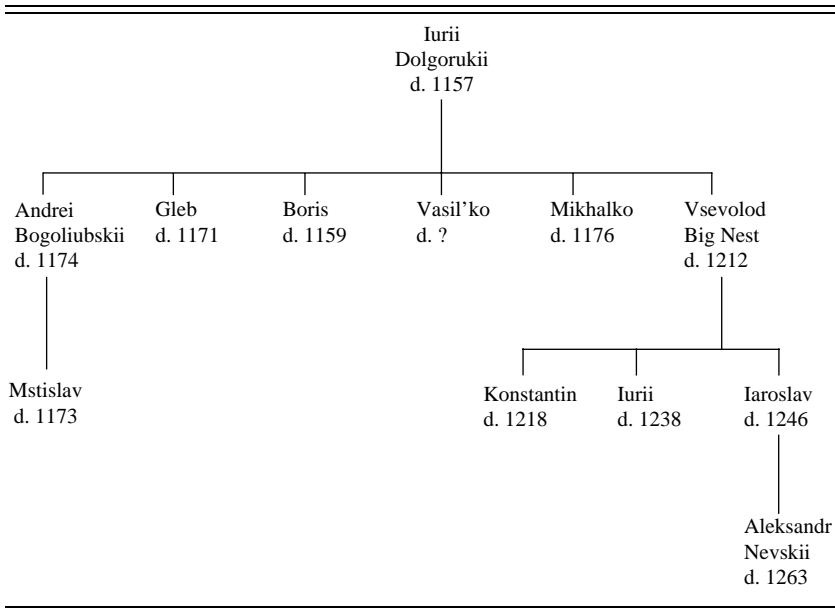 Iurii
Dolgorukii
d. 1157
Andrei
Bogoliubskii
d. 1174
Gleb
d. 1171
Boris
d. 1159
Vasil’ko
d. ?
Mikhalko
d. 1176
Vsevolod
Big Nest
d. 1212
Mstislav
d. 1173
Konstantin
d. 1218
Iurii
d. 1238
Iaroslav
d. 1246
Aleksandr
Nevskii
d. 1263